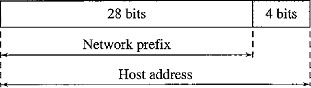 28 bits 4 bits
Network prefix
Host address